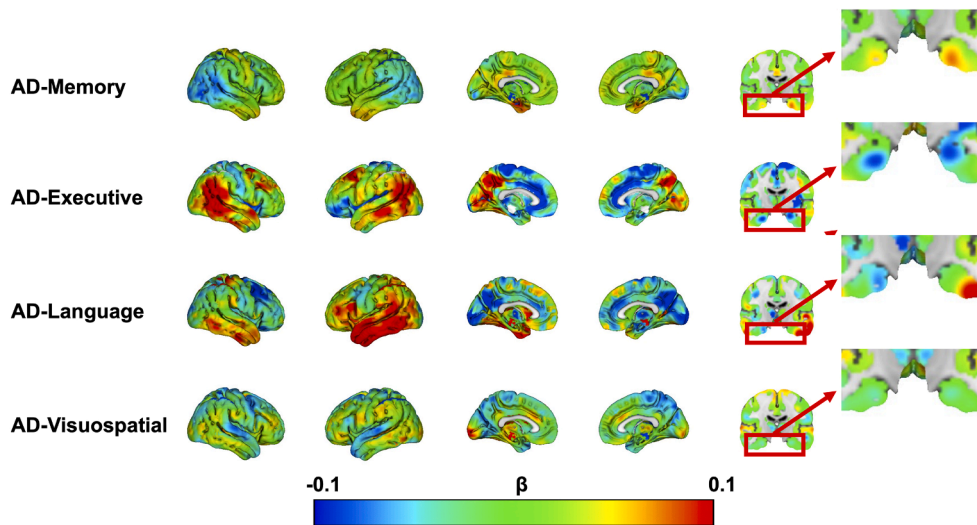 AD-Memory
AD-Executive
AD-Language
AD-Visuospatial
-0.1 β 0.1